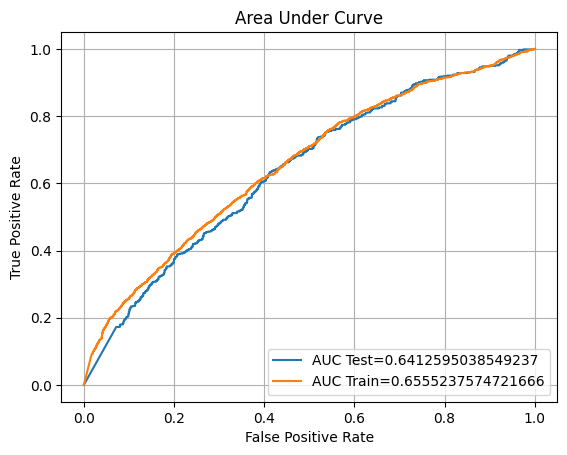 Area Under Curve
True Positive Rate
1.0
0.8
0.6
0.4
0.2
0.0
AUC Test=0.6412595038549237
AUC Train=0.6555237574721666
0.0 0.2 0.4 0.6 0.8 1.0
False Positive Rate